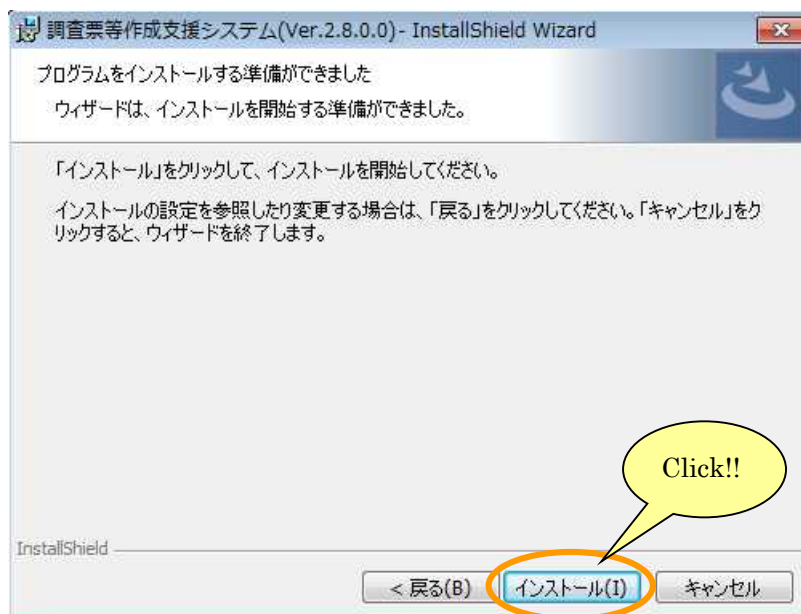 調査票等作成支援システム(Ver.2.8.0.0)- InstallShield Wizard
プログラムをインストールする準備ができました
ウィザードは、インストールを開始する準備ができました。
「インストール」をクリックして、インストールを開始してください。
インストールの設定を参照したり変更する場合は、「戻る」をクリックしてください。「キャンセル」をク
リックすると、ウィザードを終了します。
Click!!
InstallShield
< 戻る(B) インストール(I) キャンセル